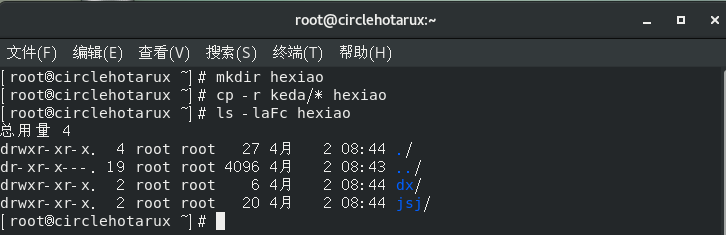 root@circlehotarux:~
文件(F) 编辑(E) 查看(V) 搜索(S) 终端(T) 帮助(H)
[root@circlehotarux ~]# mkdir hexiao
[root@circlehotarux ~]# cp -r keda/* hexiao
[root@circlehotarux ~]# ls -laFc hexiao
总用量 4
drwxr-xr-x. 4 root root 27 4月 2 08:44 ./
dr-xr-x---. 19 root root 4096 4月 2 08:43 ../
drwxr-xr-x. 2 root root 6 4月 2 08:44 dx/
drwxr-xr-x. 2 root root 20 4月 2 08:44 jsj/
[root@circlehotarux ~]#